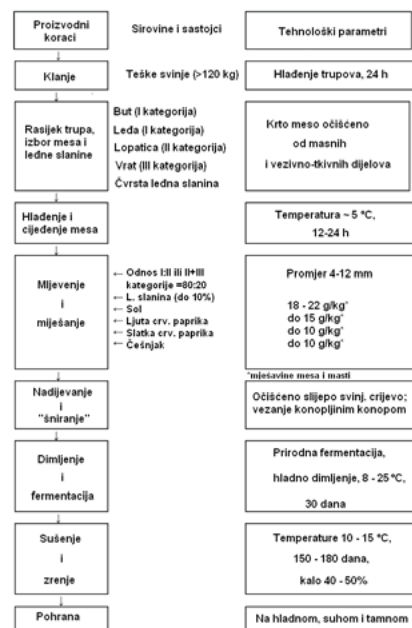 Proizvodni
koraci
Sirovine i sastojci
Tehnološki parametri
↓
Klanje
Teške svinje (>120 kg)
Hlađenje trupova, 24 h
↓
Rasijek trupa,
izbor mesa i
leđne slanine
But (I kategorija)
Leđa (I kategorija)
Lopatica (II kategorija)
Vrat (III kategorija)
Čvrsta leđna slanina
Krto meso očišćeno
od masnih
i vezivno-tkivnih dijelova
↓
Hlađenje i
cijeđenje mesa
Temperatura ~ 5 °C,
12-24 h
↓
Mljevenje
i
miješanje
← Odnos I:II ili II+III
kategorije =80:20
← L. slanina (do 10%)
← Sol
← Ljuta crv. paprika
← Slatka crv. paprika
← Češnjak
Promjer 4-12 mm
18 - 22 g/kg*
do 15 g/kg*
do 10 g/kg*
do 10 g/kg*
*mješavine mesa i masti
↓
Nadijevanje
i
"šniranje"
Očišćeno slijepo svinj. crijevo;
vezanje konopljinim konopom
↓
Dimljenje
i
fermentacija
Prirodna fermentacija,
hladno dimljenje, 8 - 25 °C,
30 dana
↓
Sušenje
i
zrenje
Temperature 10 - 15 °C,
150 - 180 dana,
kalo 40 - 50%
↓
Pohrana
Na hladnom, suhom i tamnom